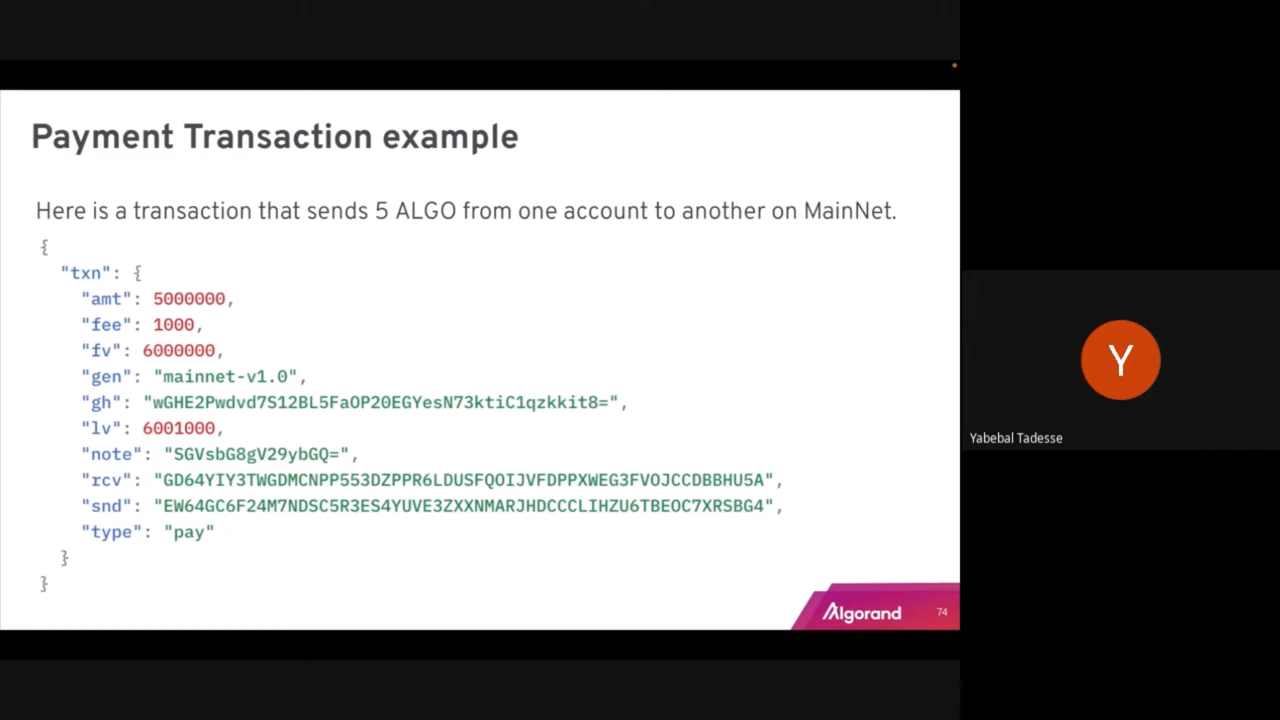 Payment Transaction example
Here is a transaction that sends 5 ALGO from one account to another on MainNet.
{
"txn": {
"amt": 5000000,
"fee": 1000,
"fv": 6000000,
"gen": "mainnet-v1.0",
"gh": "wGHE2Pwdvd7S12BL5FaOP20EGYesN73ktiC1qzkkit8=",
"lv": 6001000,
"note": "SGVsbG8gV29ybGQ=",
"rcv": "GD64YIY3TWGDMCNPP553DZPPR6LDUSFQOIJVFDPPXWEG3FVOJCCDBBHU5A",
"snd": "EW64GC6F24M7NDSC5R3ES4YUVE3ZXXNMARJHDCCCLIHZU6TBEOC7XRSBG4",
"type": "pay"
}
}
Algorand
74
Y
Yabebal Tadesse